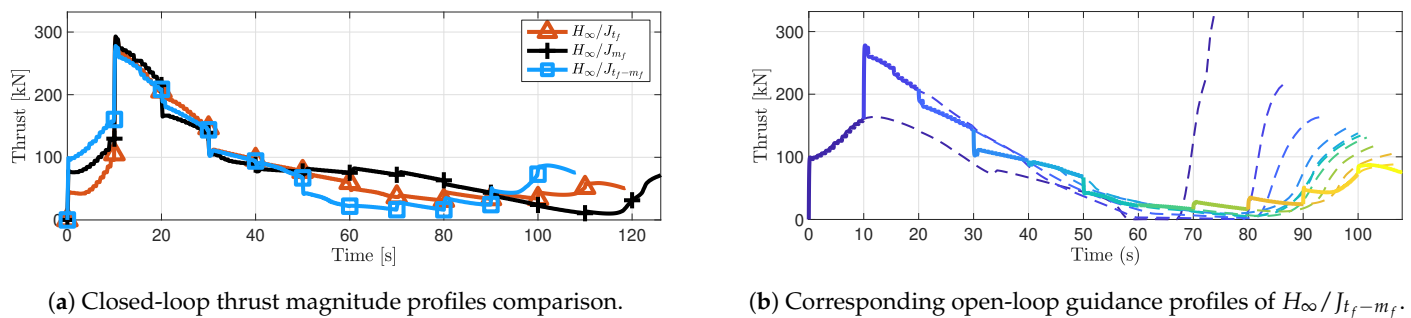 300
200
100
0
Thrust [kN]
0 20 40 60 80 100 120
Time [s]
H∞/J_{t_f}
H∞/J_{m_f}
H∞/J_{t_f−m_f}
(a) Closed-loop thrust magnitude profiles comparison.
300
200
100
0
Thrust [kN]
0 10 20 30 40 50 60 70 80 90 100
Time (s)
(b) Corresponding open-loop guidance profiles of H∞/J_{t_f−m_f}.